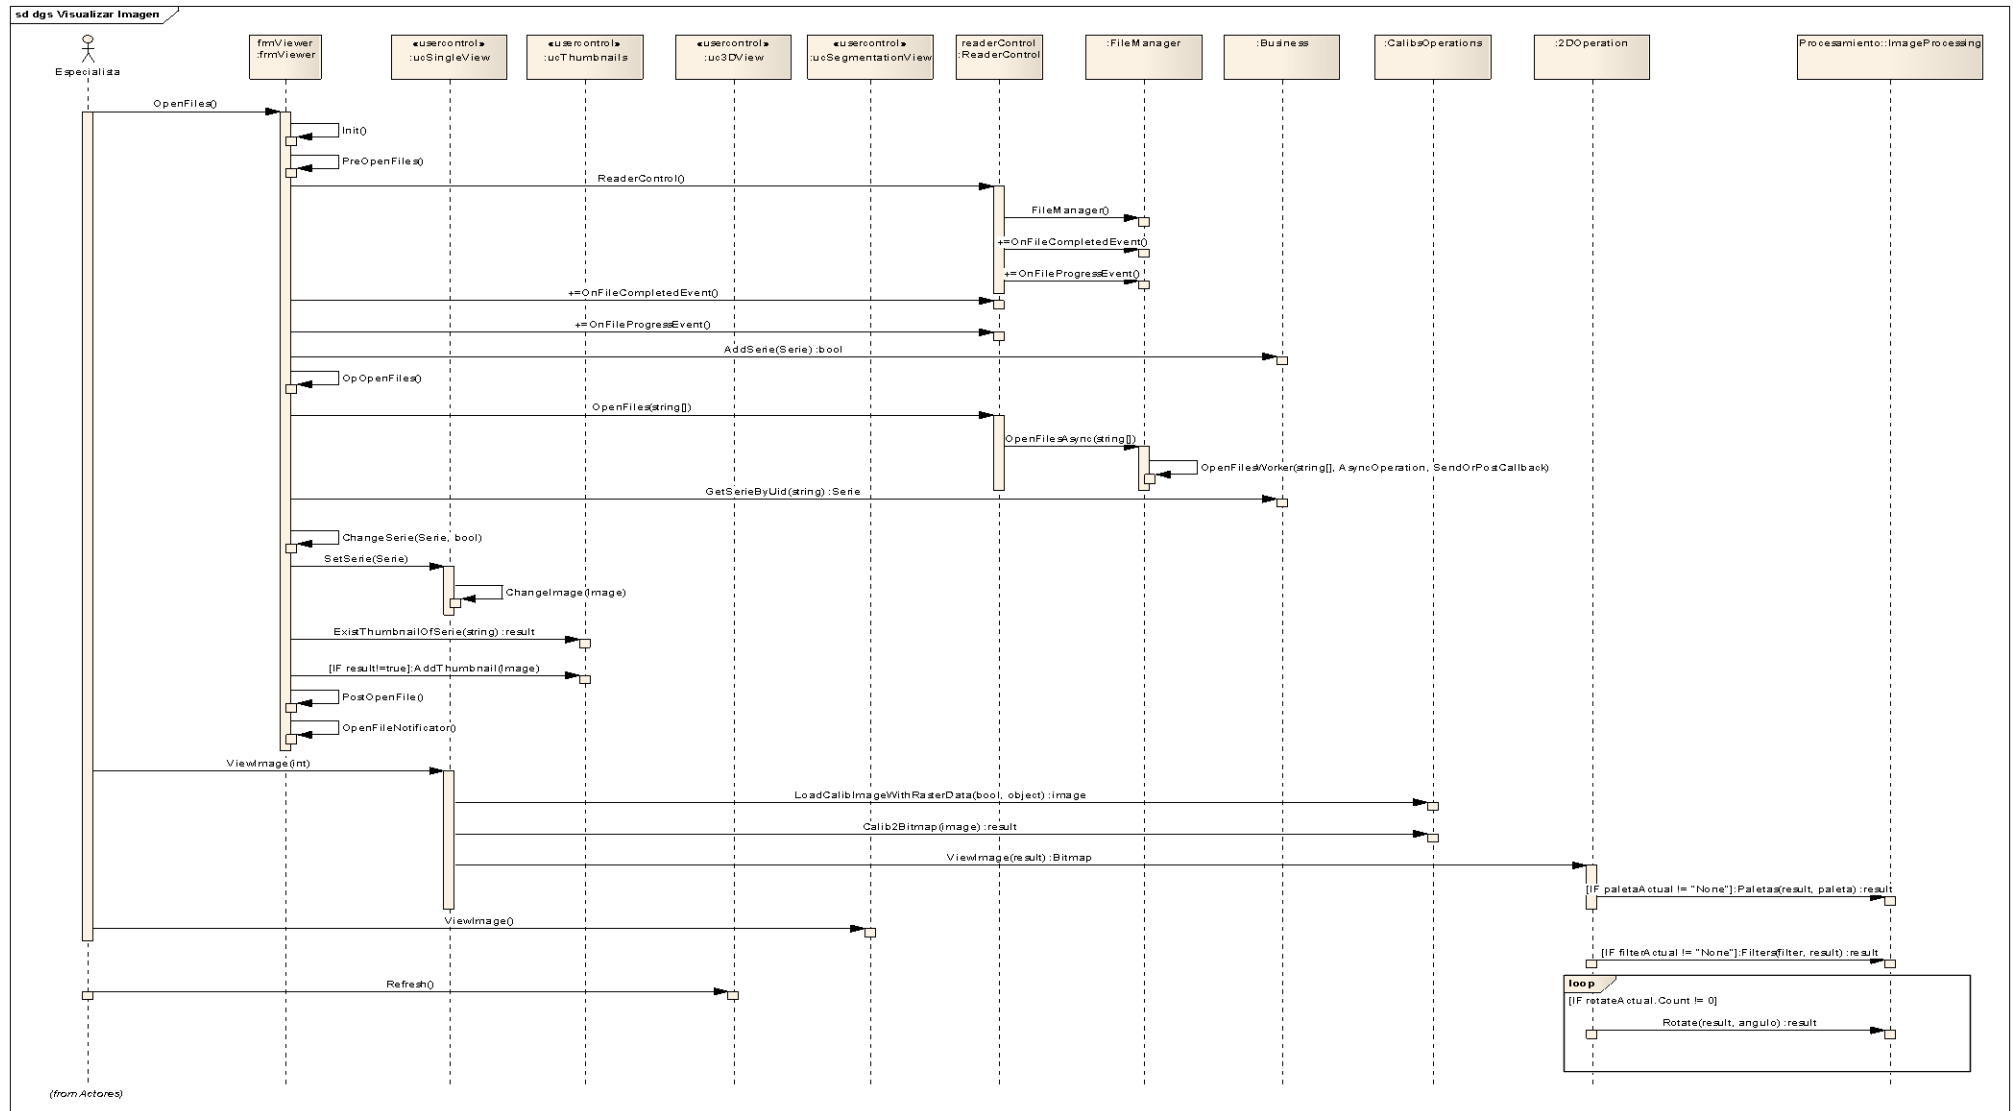 sd dgs Visualizar Imagen
Especialista
frmViewer
:frmViewer
«usercontrol»
:ucSingleView
«usercontrol»
:ucThumbnails
«usercontrol»
:uc3DView
«usercontrol»
:ucSegmentationView
readerControl
:ReaderControl
:FileManager
:Business
:CalibsOperations
:2DOperation
Procesamiento::ImageProcessing
OpenFiles()
Init()
PreOpenFiles()
ReaderControl()
FileManager()
+=OnFileCompletedEvent()
+=OnFileProgressEvent()
+=OnFileCompletedEvent()
+=OnFileProgressEvent()
AddSerie(Serie) :bool
OpOpenFiles()
OpenFiles(string[])
OpenFilesAsync(string[])
OpenFilesWorker(string[], AsyncOperation, SendOrPostCallback)
GetSerieByUid(string) :Serie
ChangeSerie(Serie, bool)
SetSerie(Serie)
ChangeImage(Image)
ExistThumbnailOfSerie(string) :result
[IF result!=true]:AddThumbnail(Image)
PostOpenFile()
OpenFileNotificator()
ViewImage(int)
LoadCalibImageWithRasterData(bool, object) :image
Calib2Bitmap(image) :result
ViewImage(result) :Bitmap
[IF paletaActual != "None"]:Paletas(result, paleta) :result
ViewImage()
[IF filterActual != "None"]:Filters(filter, result) :result
Refresh()
loop
[IF rotateActual.Count != 0]
Rotate(result, angulo) :result
(from Actores)